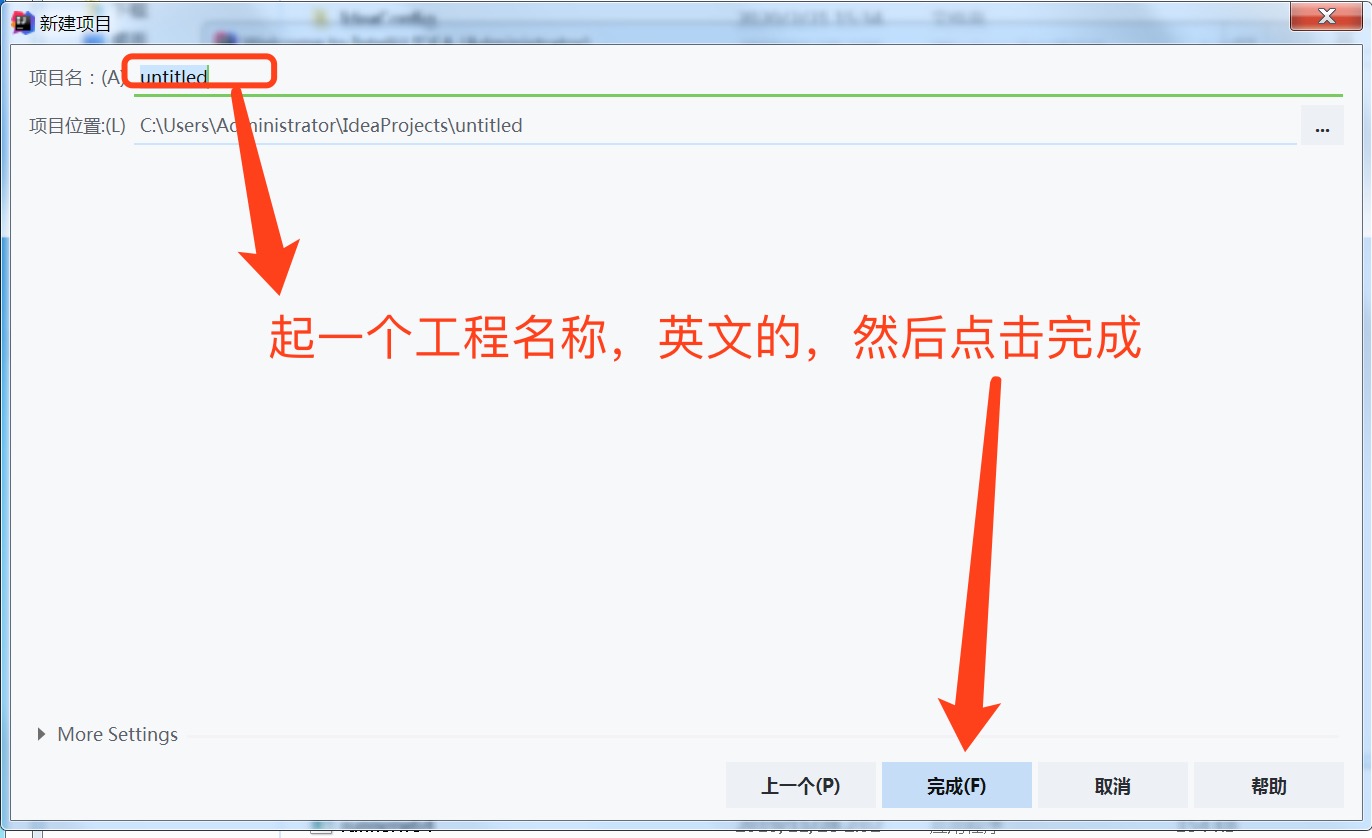 新建项目
项目名：(A) untitled
项目位置:(L) C:\Users\Administrator\IdeaProjects\untitled
...
起一个工程名称，英文的，然后点击完成
More Settings
上一个(P) 完成(F) 取消 帮助